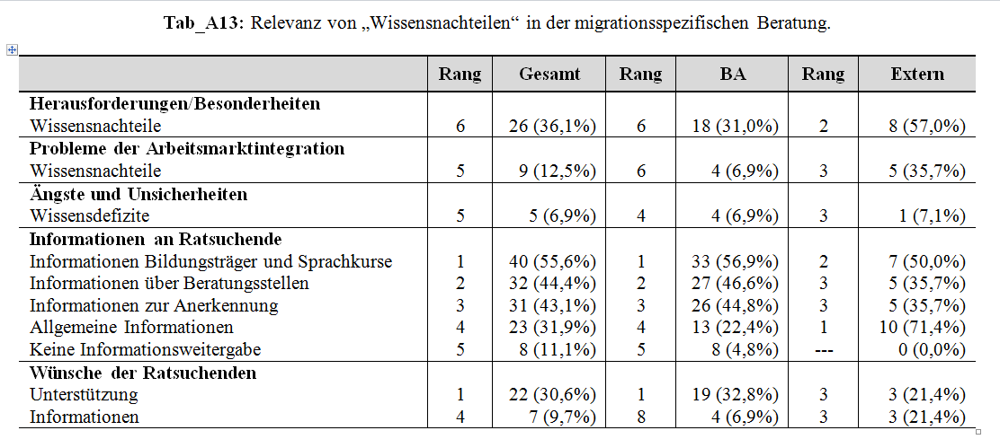 Tab_A13: Relevanz von „Wissensnachteilen“ in der migrationsspezifischen Beratung.
Rang Gesamt Rang BA Rang Extern
Herausforderungen/Besonderheiten
Wissensnachteile 6 26 (36,1%) 6 18 (31,0%) 2 8 (57,0%)
Probleme der Arbeitsmarktintegration
Wissensnachteile 5 9 (12,5%) 6 4 (6,9%) 3 5 (35,7%)
Ängste und Unsicherheiten
Wissensdefizite 5 5 (6,9%) 4 4 (6,9%) 3 1 (7,1%)
Informationen an Ratsuchende
Informationen Bildungsträger und Sprachkurse 1 40 (55,6%) 1 33 (56,9%) 2 7 (50,0%)
Informationen über Beratungsstellen 2 32 (44,4%) 2 27 (46,6%) 3 5 (35,7%)
Informationen zur Anerkennung 3 31 (43,1%) 3 26 (44,8%) 3 5 (35,7%)
Allgemeine Informationen 4 23 (31,9%) 4 13 (22,4%) 1 10 (71,4%)
Keine Informationsweitergabe 5 8 (11,1%) 5 8 (4,8%) --- 0 (0,0%)
Wünsche der Ratsuchenden
Unterstützung 1 22 (30,6%) 1 19 (32,8%) 3 3 (21,4%)
Informationen 4 7 (9,7%) 8 4 (6,9%) 3 3 (21,4%)